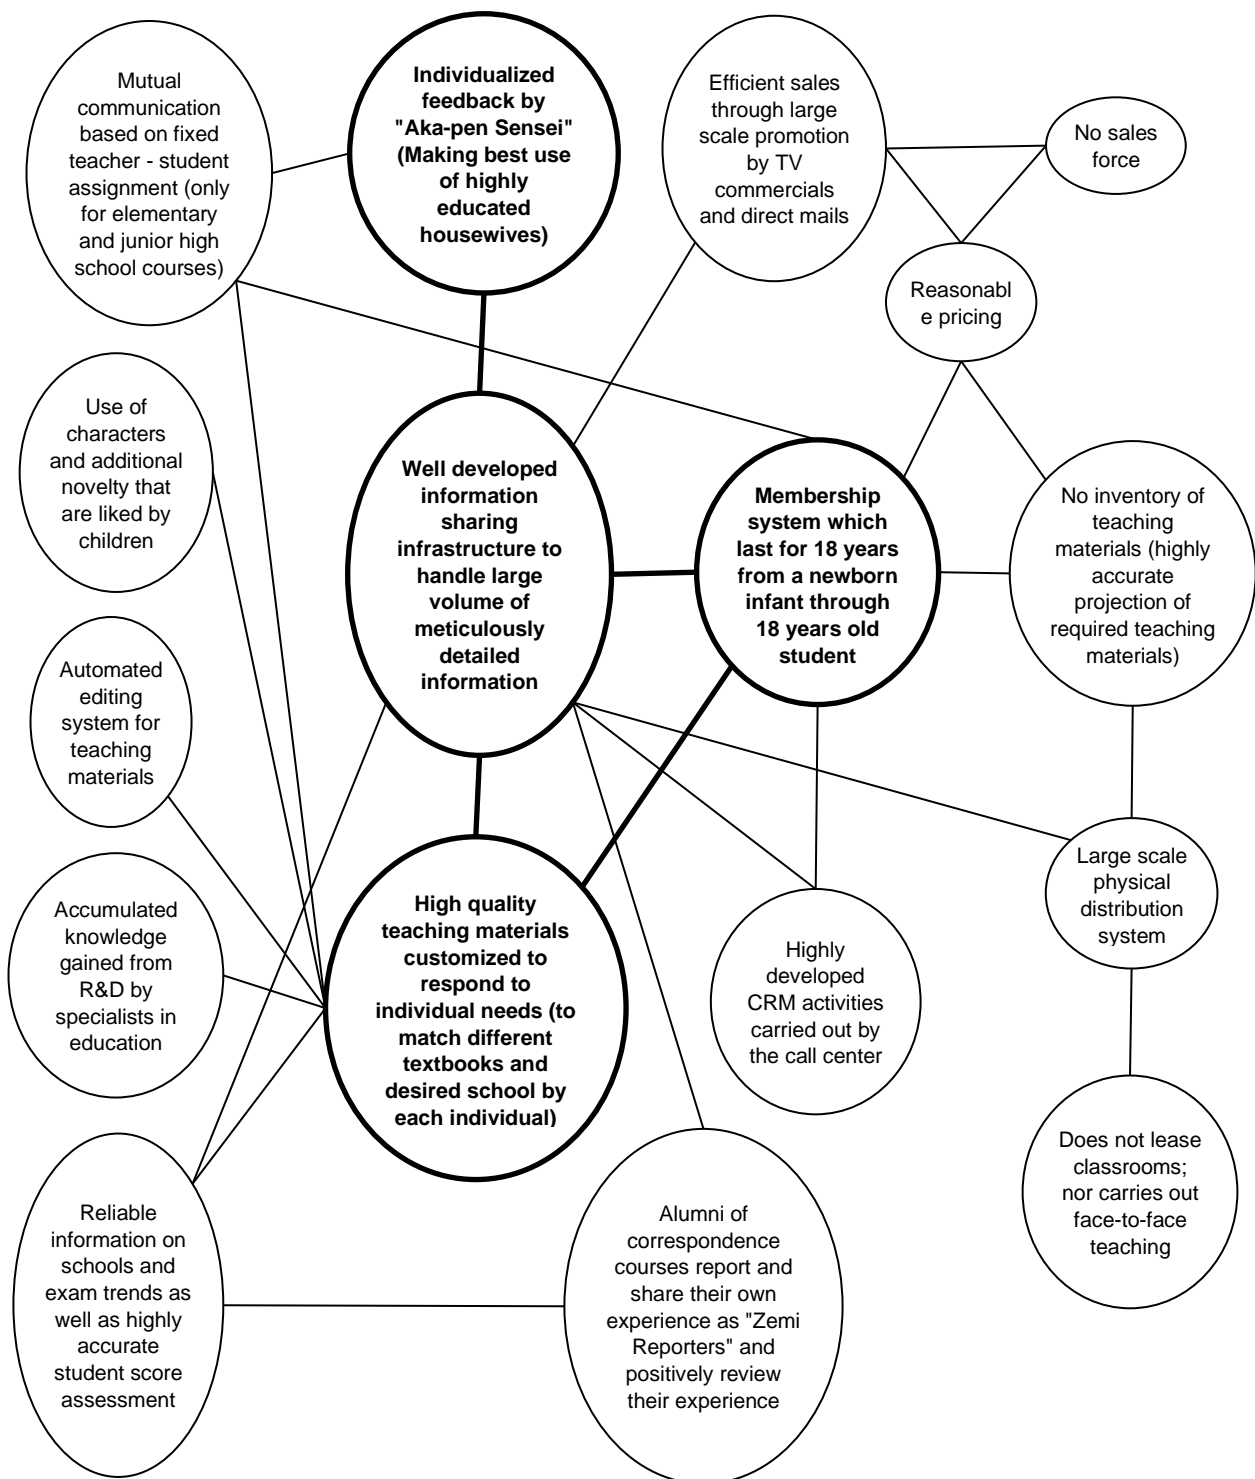 Mutual
communication
based on fixed
teacher - student
assignment (only
for elementary
and junior high
school courses)
Individualized
feedback by
"Aka-pen Sensei"
(Making best use
of highly
educated
housewives)
Efficient sales
through large
scale promotion
by TV
commercials
and direct mails
No sales
force
Reasonabl
e pricing
Use of
characters
and additional
novelty that
are liked by
children
Well developed
information
sharing
infrastructure to
handle large
volume of
meticulously
detailed
information
Membership
system which
last for 18 years
from a newborn
infant through
18 years old
student
No inventory of
teaching
materials (highly
accurate
projection of
required teaching
materials)
Automated
editing
system for
teaching
materials
Accumulated
knowledge
gained from
R&D by
specialists in
education
High quality
teaching materials
customized to
respond to
individual needs (to
match different
textbooks and
desired school by
each individual)
Highly
developed
CRM activities
carried out by
the call center
Large scale
physical
distribution
system
Does not lease
classrooms;
nor carries out
face-to-face
teaching
Reliable
information on
schools and
exam trends as
well as highly
accurate
student score
assessment
Alumni of
correspondence
courses report and
share their own
experience as "Zemi
Reporters" and
positively review
their experience